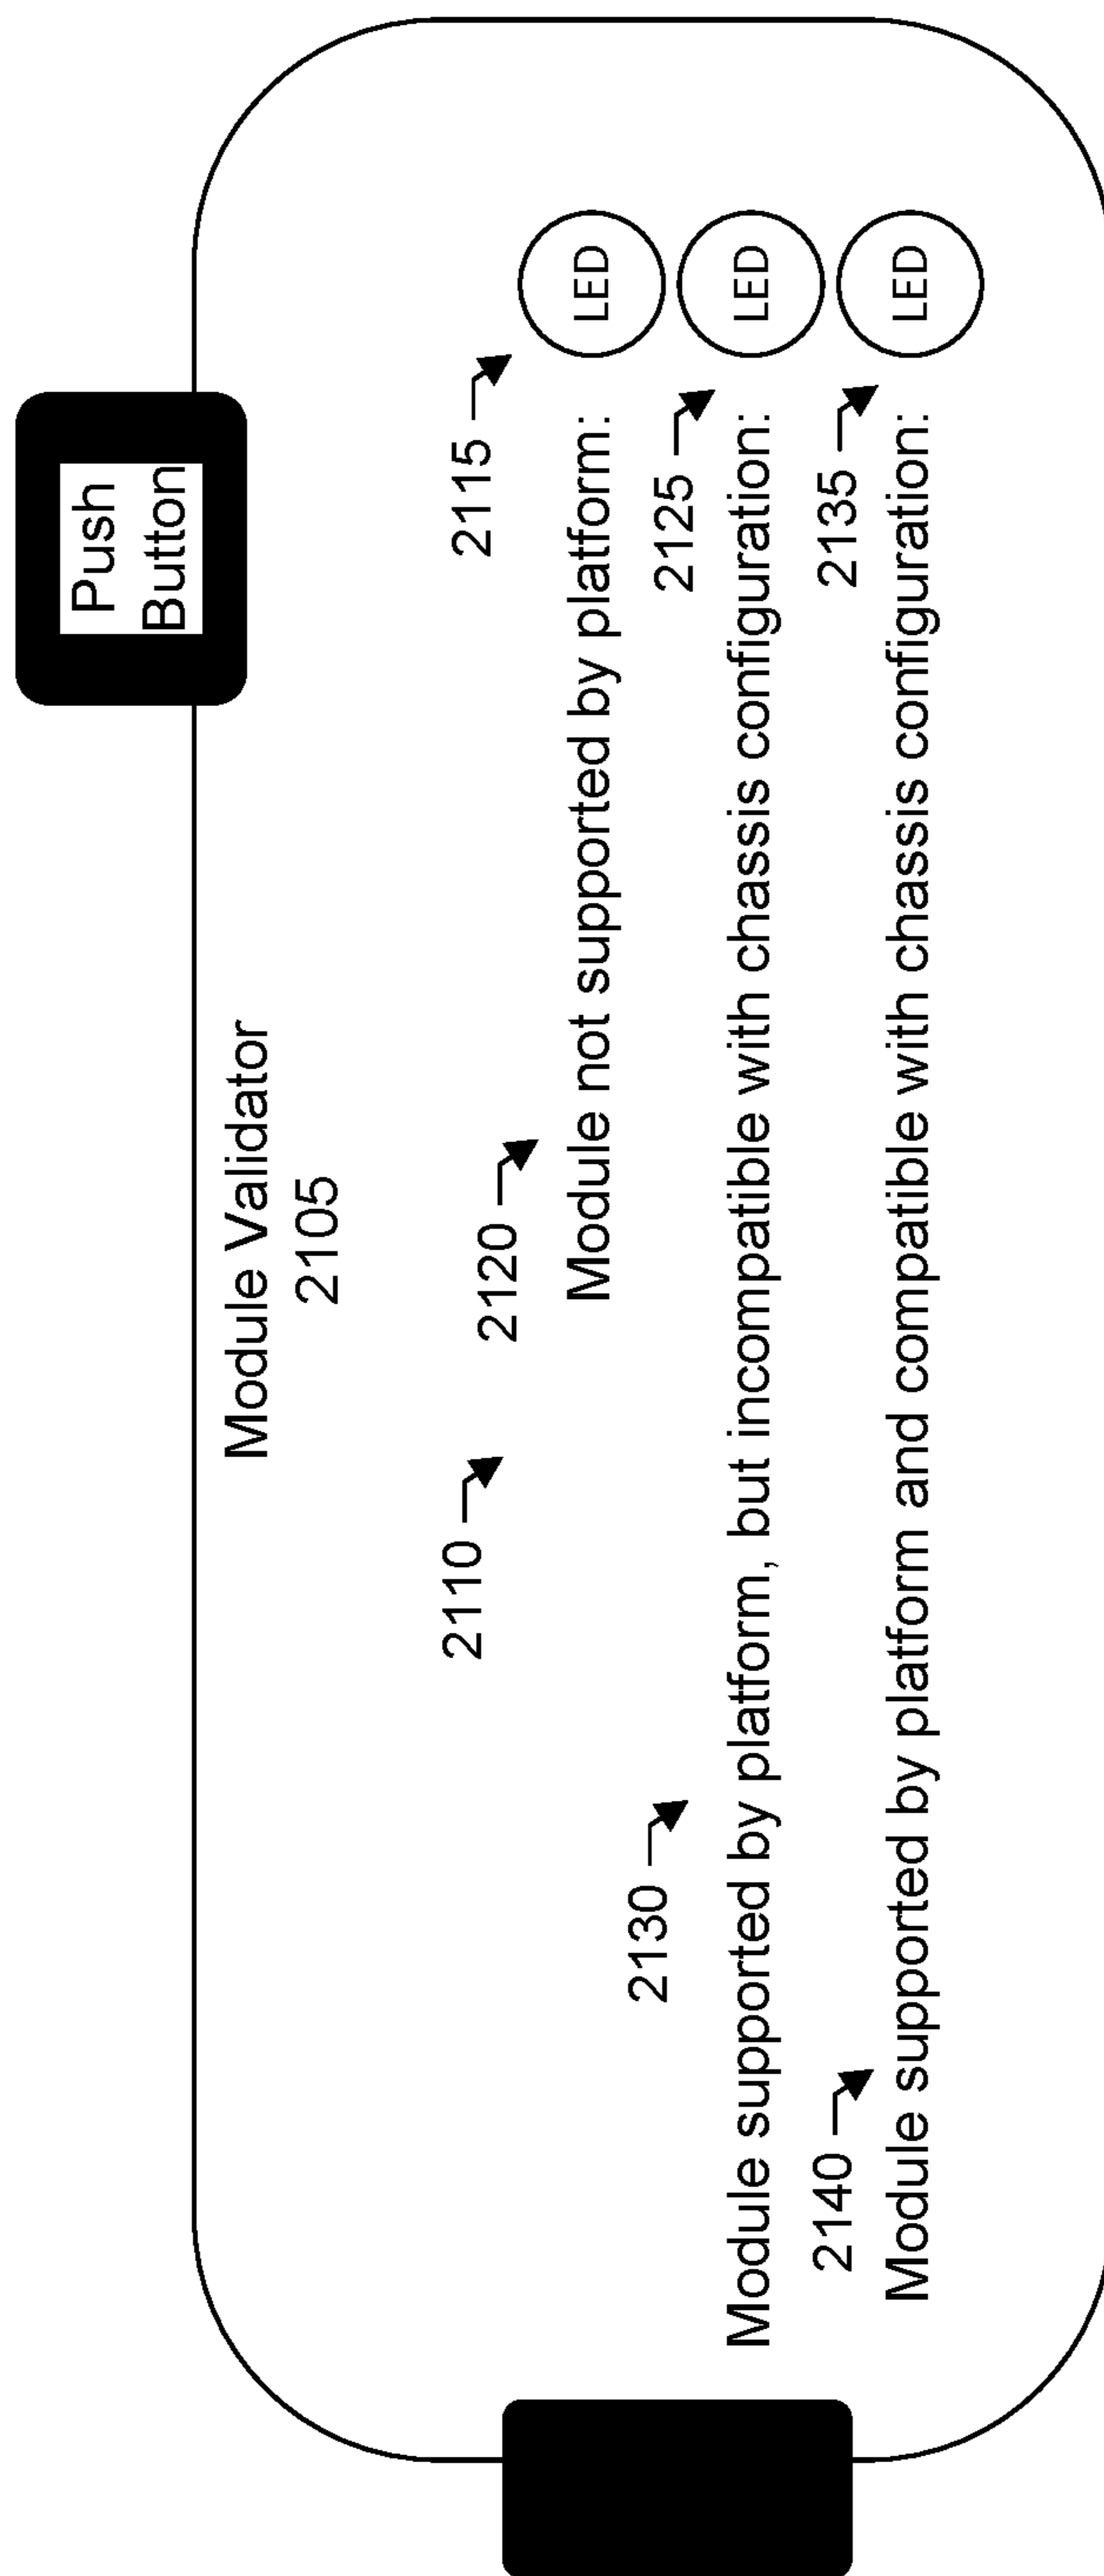 Push
Button
Module Validator
2105
2110
2115
2120
Module not supported by platform:
LED
2125
2130
Module supported by platform, but incompatible with chassis configuration:
LED
2135
2140
Module supported by platform and compatible with chassis configuration:
LED